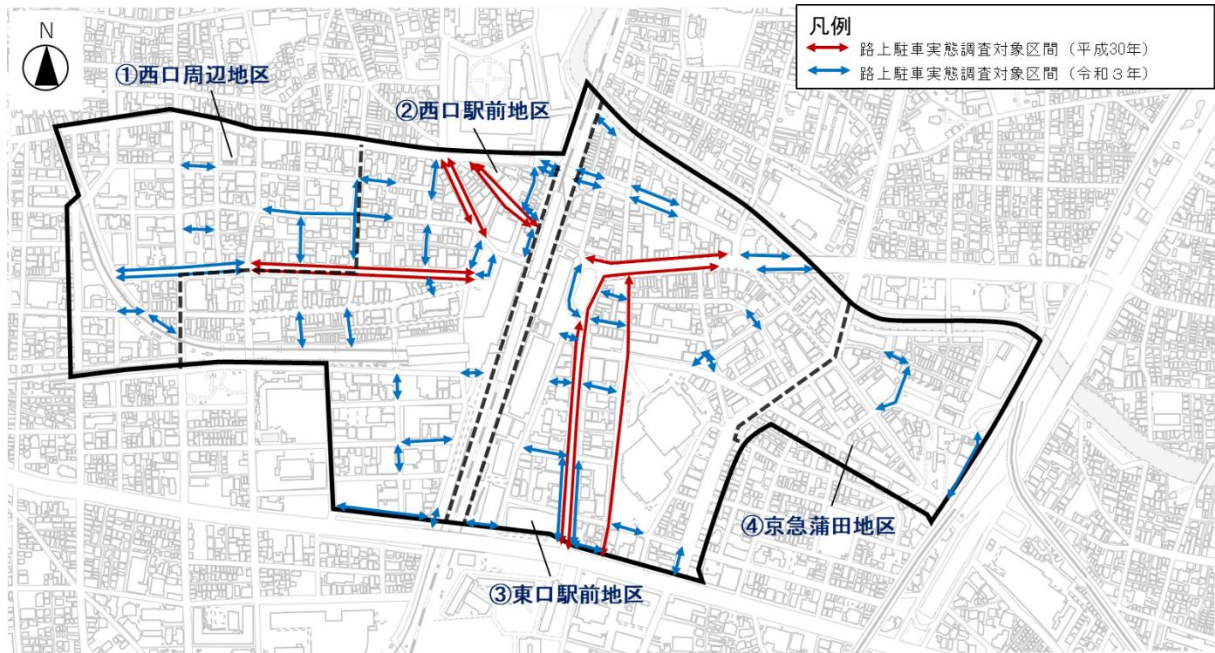 N
凡例
路上駐車実態調査対象区間（平成30年）
路上駐車実態調査対象区間（令和３年）
①西口周辺地区
②西口駅前地区
④京急蒲田地区
③東口駅前地区